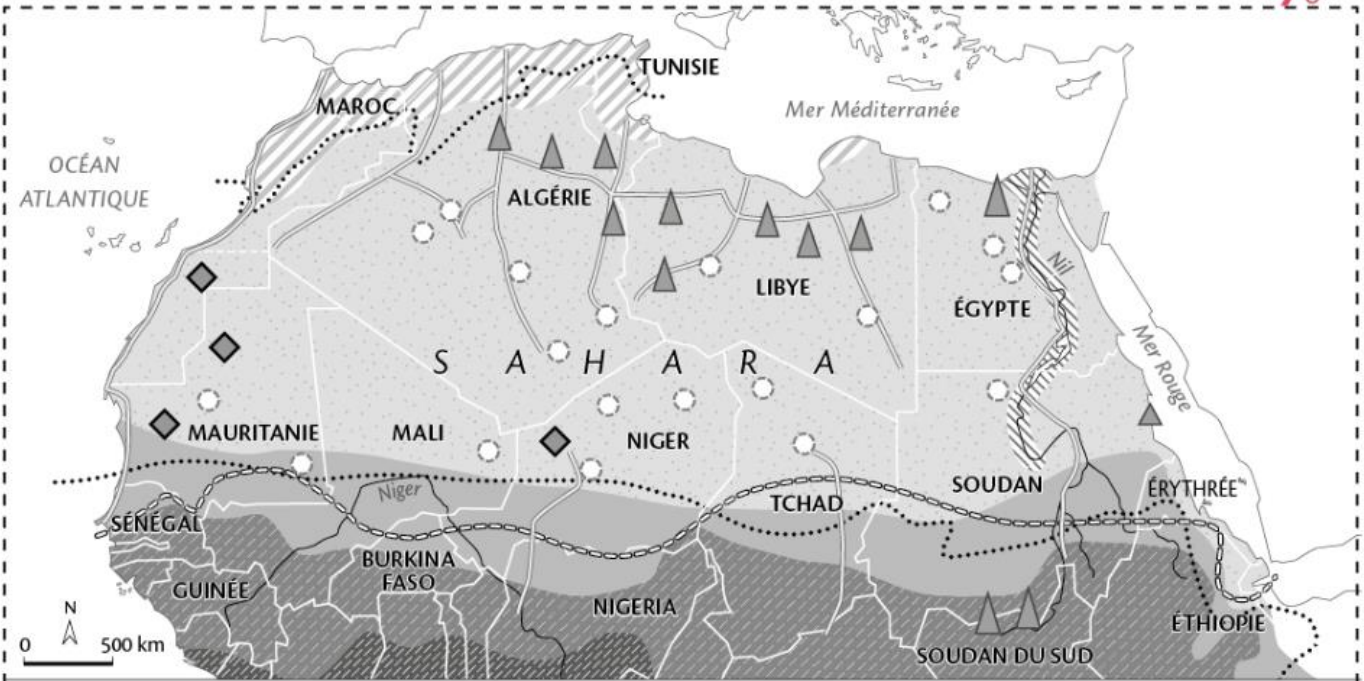 TUNISIE
MAROC
Mer Méditerranée
OCÉAN
ATLANTIQUE
ALGÉRIE
LIBYE
Nil
ÉGYPTE
SAHARA
Mer Rouge
MAURITANIE
MALI
NIGER
Niger
TCHAD
SOUDAN
ÉRYTHRÉE
SÉNÉGAL
BURKINA
FASO
GUINÉE
NIGERIA
ÉTHIOPIE
SOUDAN DU SUD
N
0 500 km